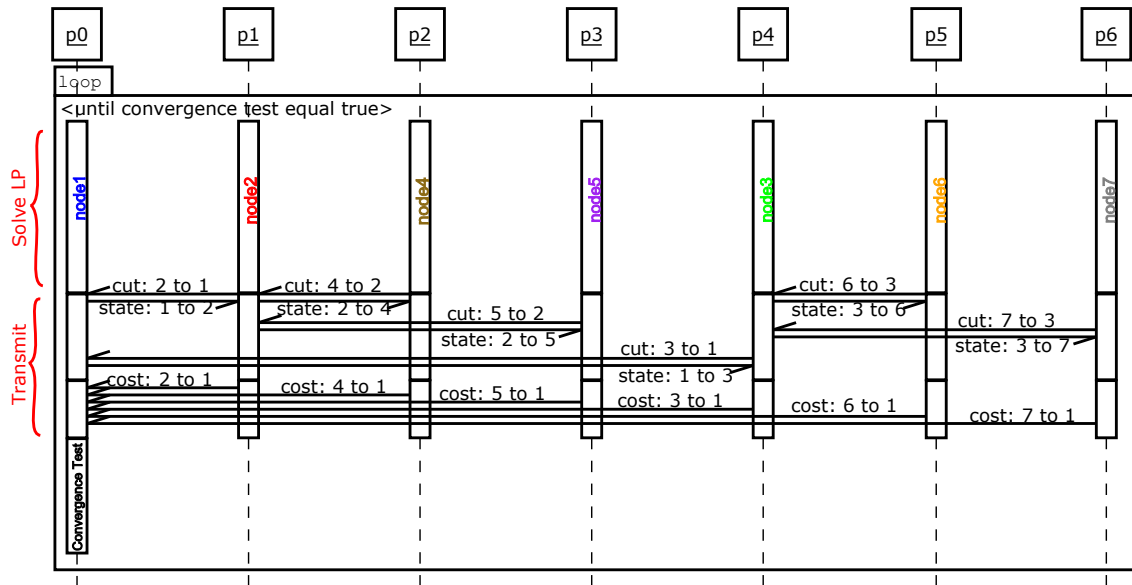 p0 p1 p2 p3 p4 p5 p6
loop
<until convergence test equal true>
Solve LP
node1
node2
node4
node5
node3
node6
node7
cut: 2 to 1 cut: 4 to 2 cut: 6 to 3
state: 1 to 2 state: 2 to 4 state: 3 to 6
cut: 5 to 2 cut: 7 to 3
state: 2 to 5 state: 3 to 7
Transmit
cut: 3 to 1
state: 1 to 3
cost: 2 to 1 cost: 4 to 1 cost: 5 to 1 cost: 3 to 1 cost: 6 to 1 cost: 7 to 1
Convergence Test